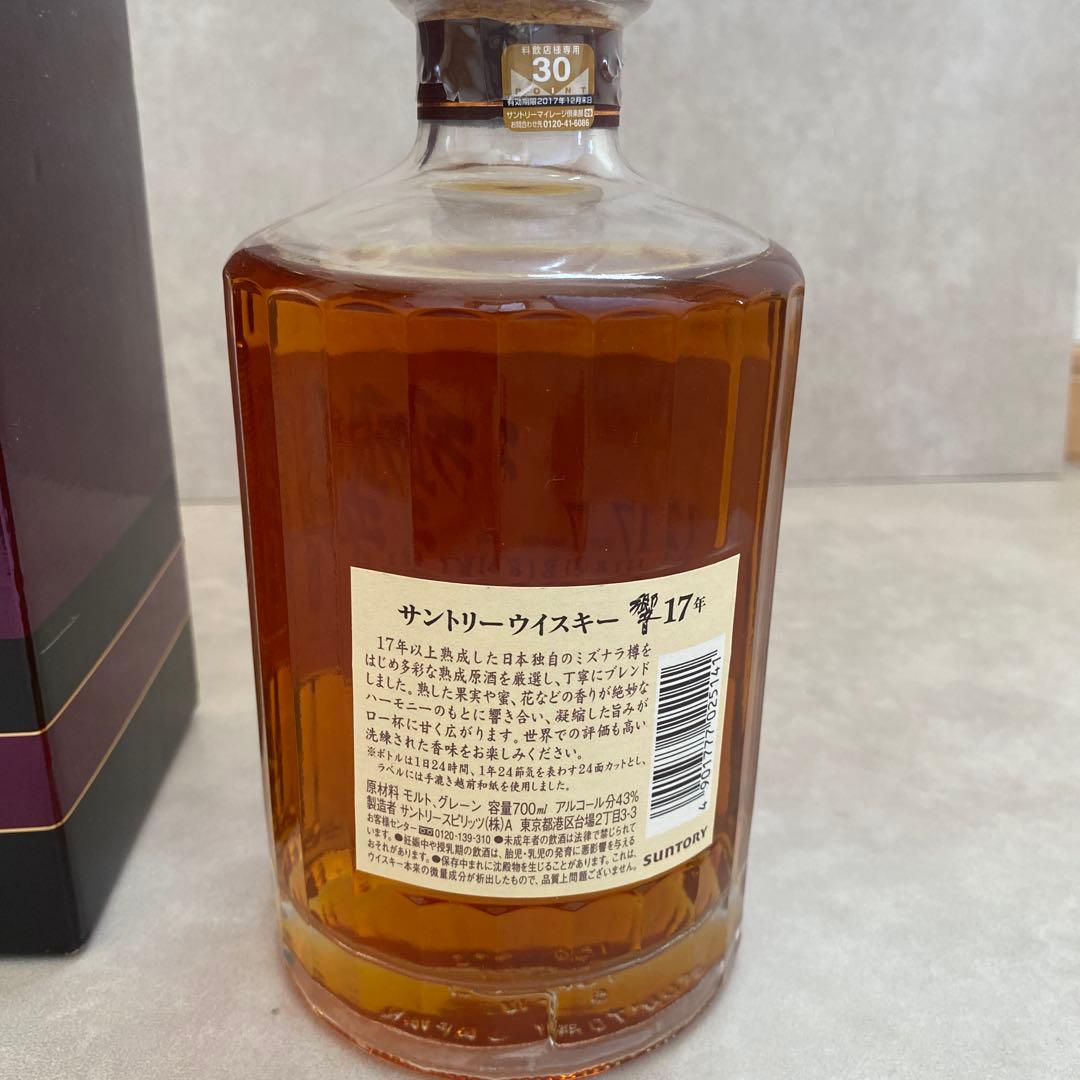 料飲店様専用
30
POINT
有効期限2017年12月末日
サントリーマイレージ倶楽部
お問合わせ先0120-41-6086
サントリーウイスキー 響17年
17年以上熟成した日本独自のミズナラ樽を
はじめ多彩な熟成原酒を厳選し、丁寧にブレンド
しました。熟した果実や蜜、花などの香りが絶妙な
ハーモニーのもとに響き合い、凝縮した旨みが
口一杯に甘く広がります。世界での評価も高い
洗練された香味をお楽しみください。
※ボトルは1日24時間、1年24節気を表わす24面カットとし、
ラベルには手漉き越前和紙を使用しました。
原材料 モルト、グレーン 容量700ml アルコール分43%
製造者 サントリースピリッツ(株)A 東京都港区台場2丁目3-3
お客様センター 0120-139-310 ●未成年者の飲酒は法律で禁じられて
います。●妊娠中や授乳期の飲酒は、胎児・乳児の発育に悪影響を与える
おそれがあります。●保存中まれに沈殿物を生じることがあります。これは、
ウイスキー本来の微量成分が析出したもので、品質上問題ございません。
4901777025141
SUNTORY